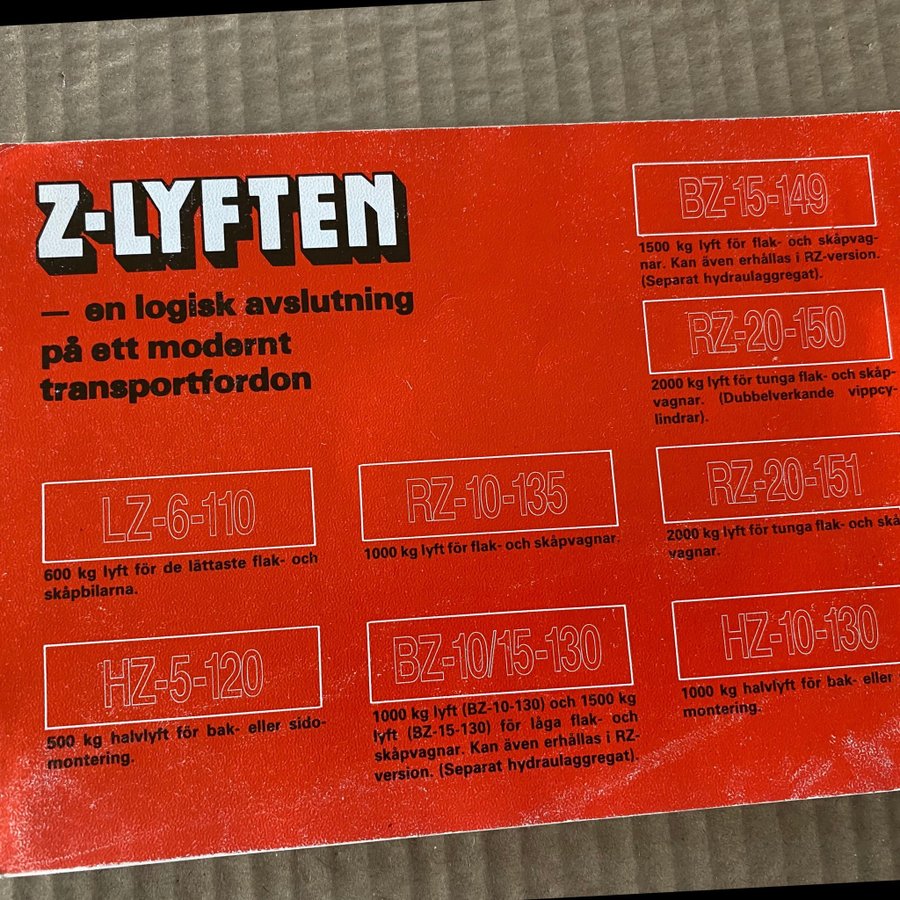 Z-LYFTEN
— en logisk avslutning
på ett modernt
transportfordon
LZ-6-110
600 kg lyft för de lättaste flak- och
skåpbilarna.
HZ-5-120
500 kg halvlyft för bak- eller sido-
montering.
RZ-10-135
1000 kg lyft för flak- och skåpvagnar.
BZ-10/15-130
1000 kg lyft (BZ-10-130) och 1500 kg
lyft (BZ-15-130) för låga flak- och
skåpvagnar. Kan även erhållas i RZ-
version. (Separat hydraulaggregat).
BZ-15-149
1500 kg lyft för flak- och skåpvag-
nar. Kan även erhållas i RZ-version.
(Separat hydraulaggregat).
RZ-20-150
2000 kg lyft för tunga flak- och skåp-
vagnar. (Dubbelverkande vippcy-
lindrar).
RZ-20-151
2000 kg lyft för tunga flak- och skå
vagnar.
HZ-10-130
1000 kg halvlyft för bak- eller
montering.